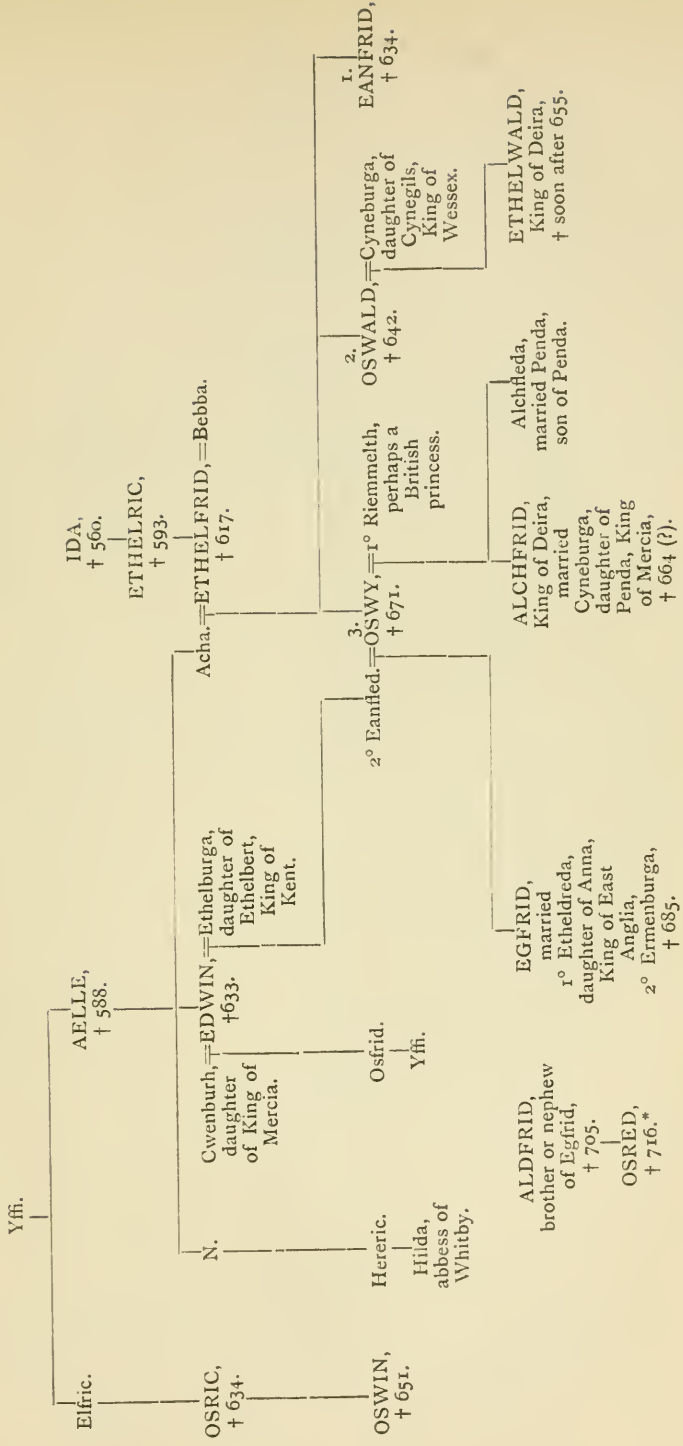 Yffi.
Elfric.
AELLE,
† 588.
IDA,
† 560.
ETHELRIC,
† 593.
OSRIC,
† 634.
N.
Cwenburh,=EDWIN,=Ethelburga,
daughter †633. daughter of
of King of Ethelbert,
Mercia. King of
Kent.
Acha.=ETHELFRID,=Bebba.
† 617.
OSWIN,
† 651.
Hereric.
Hilda,
abbess of
Whitby.
Osfrid.
Yffi.
3. 2. 1.
2° Eanfled.=OSWY,=1° Riemmelth,
† 671. perhaps a
British
princess.
OSWALD,=Cyneburga,
† 642. daughter of
Cynegils,
King of
Wessex.
EANFRID,
† 634.
ALDFRID,
brother or nephew
of Egfrid,
† 705.
OSRED,
† 716.*
EGFRID,
married
1° Etheldreda,
daughter of Anna,
King of East
Anglia,
2° Ermenburga,
† 685.
ALCHFRID,
King of Deira,
married
Cyneburga,
daughter of
Penda, King
of Mercia,
† 664 (?).
Alchfleda,
married Penda,
son of Penda.
ETHELWALD,
King of Deira,
† soon after 655.